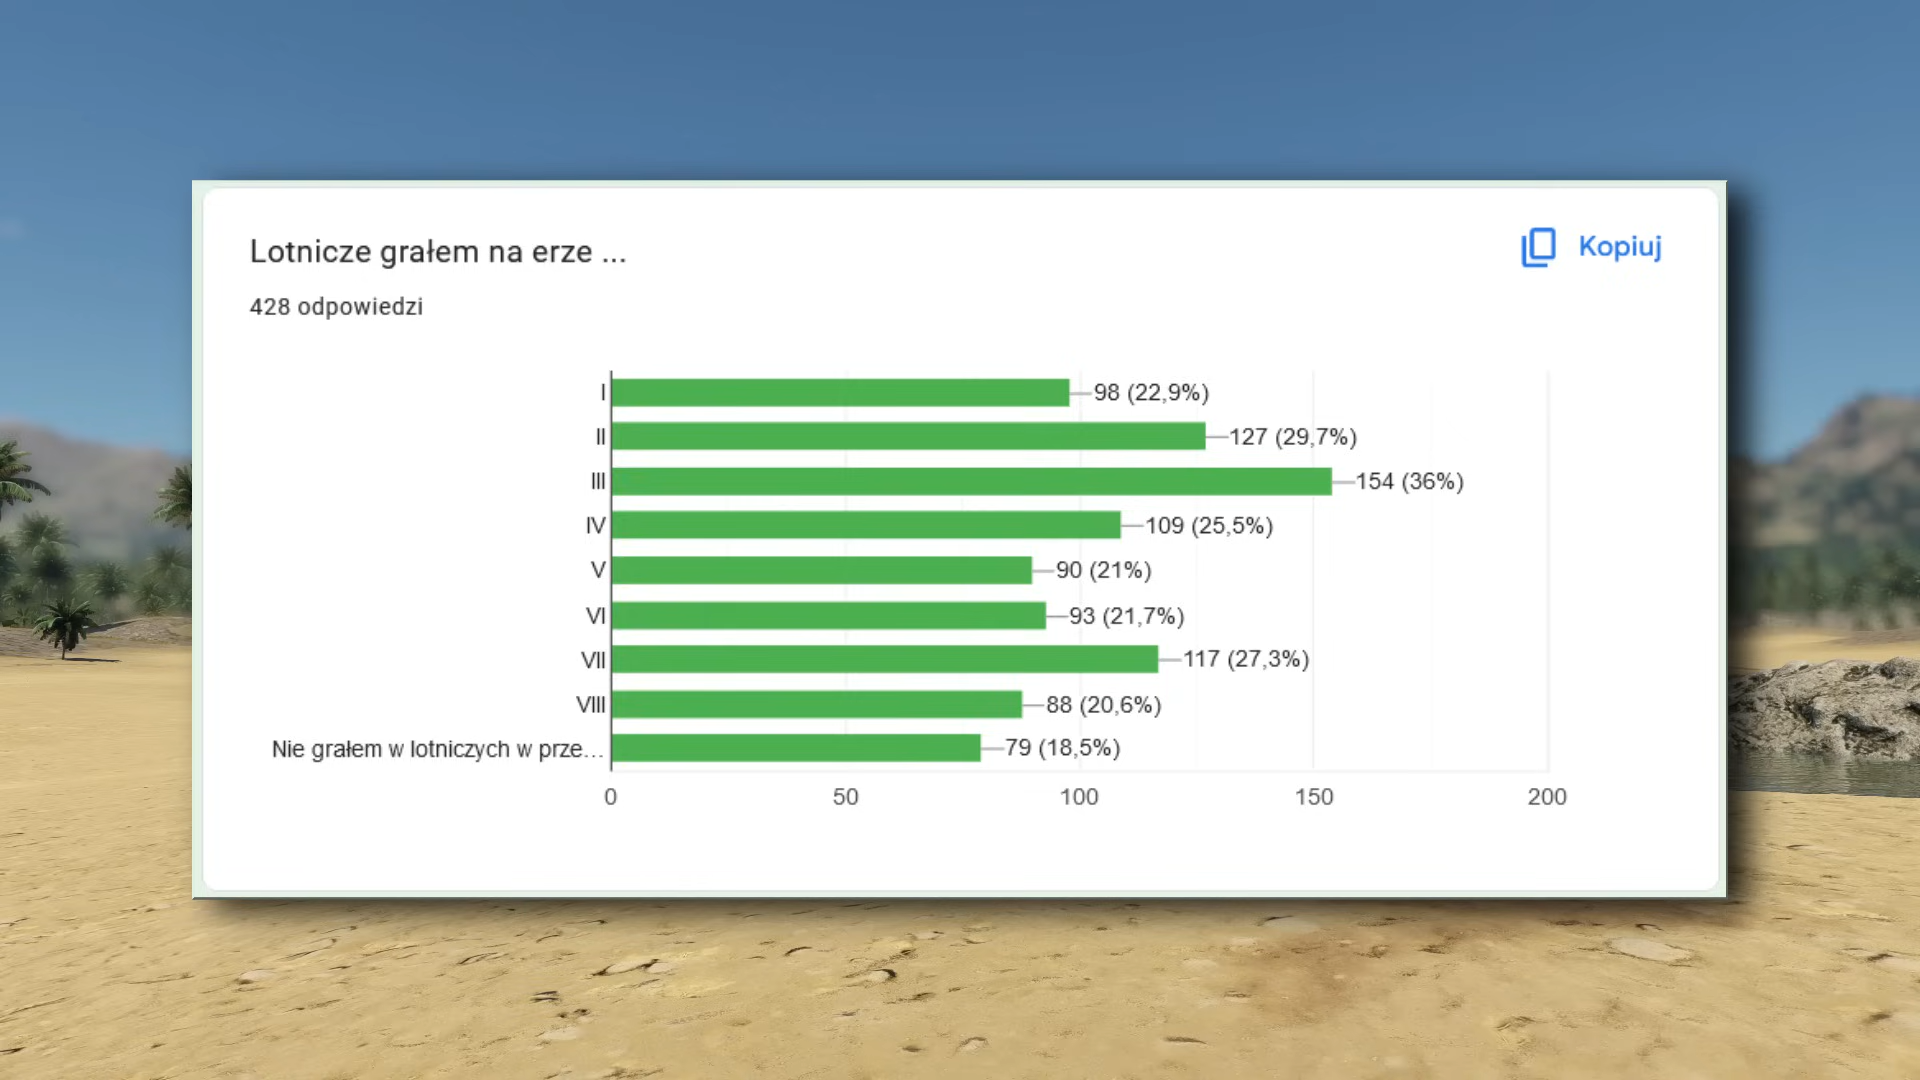 Lotnicze grałem na erze ...
Kopiuj
428 odpowiedzi
I 98 (22,9%)
II 127 (29,7%)
III 154 (36%)
IV 109 (25,5%)
V 90 (21%)
VI 93 (21,7%)
VII 117 (27,3%)
VIII 88 (20,6%)
Nie grałem w lotniczych w prze... 79 (18,5%)
0 50 100 150 200